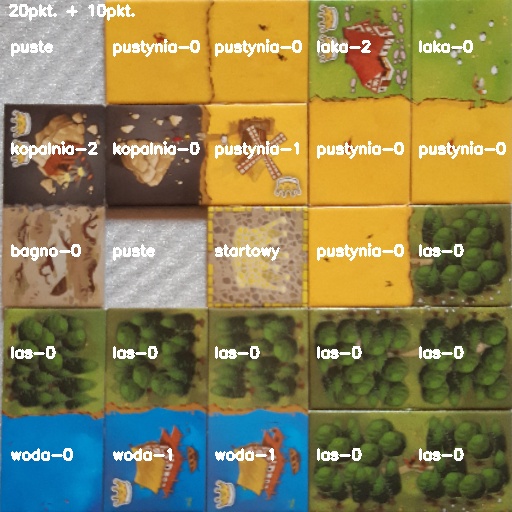 20pkt. + 10pkt.
puste pustynia-0 pustynia-0 laka-2 laka-0
kopalnia-2 kopalnia-0 pustynia-1 pustynia-0 pustynia-0
bagno-0 puste startowy pustynia-0 las-0
las-0 las-0 las-0 las-0 las-0
woda-0 woda-1 woda-1 las-0 las-0